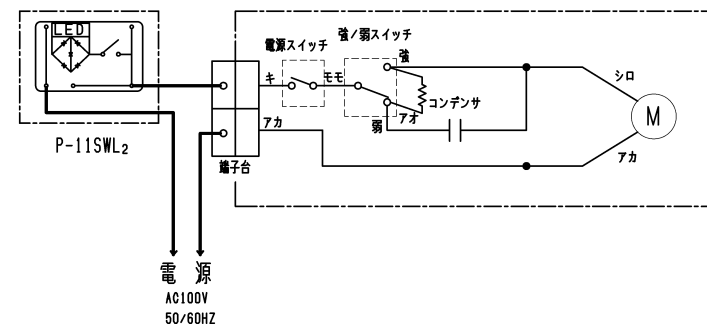 LED
P-11SWL₂
電源スイッチ
強/弱スイッチ
強
キ
モモ
シロ
コンデンサ
M
アカ
弱
アオ
アカ
端子台
電 源
AC100V
50/60HZ